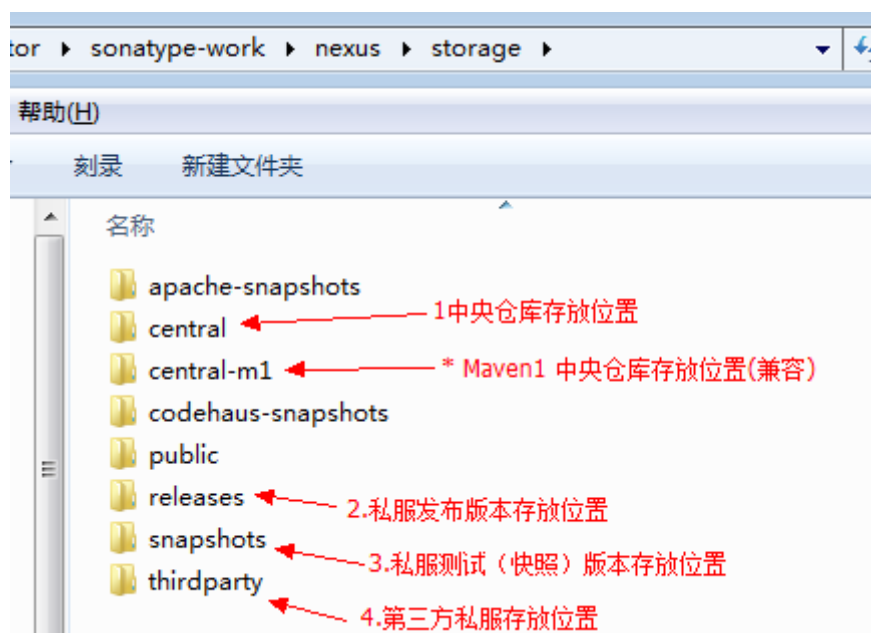 tor ▸ sonatype-work ▸ nexus ▸ storage ▸
帮助(H)
刻录 新建文件夹
名称
apache-snapshots
central 1中央仓库存放位置
central-m1 * Maven1 中央仓库存放位置(兼容)
codehaus-snapshots
public
releases 2.私服发布版本存放位置
snapshots 3.私服测试（快照）版本存放位置
thirdparty 4.第三方私服存放位置